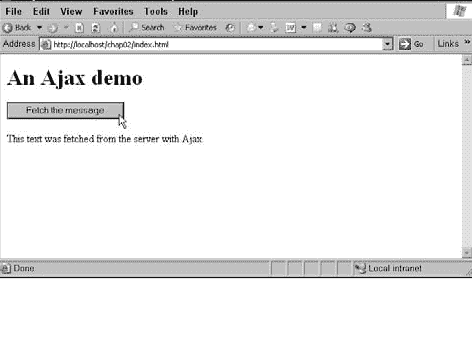 File Edit View Favorites Tools Help
Back Search Favorites
Address http://localhost/chap02/index.html Go Links »
An Ajax demo
Fetch the message
This text was fetched from the server with Ajax
Done Local intranet